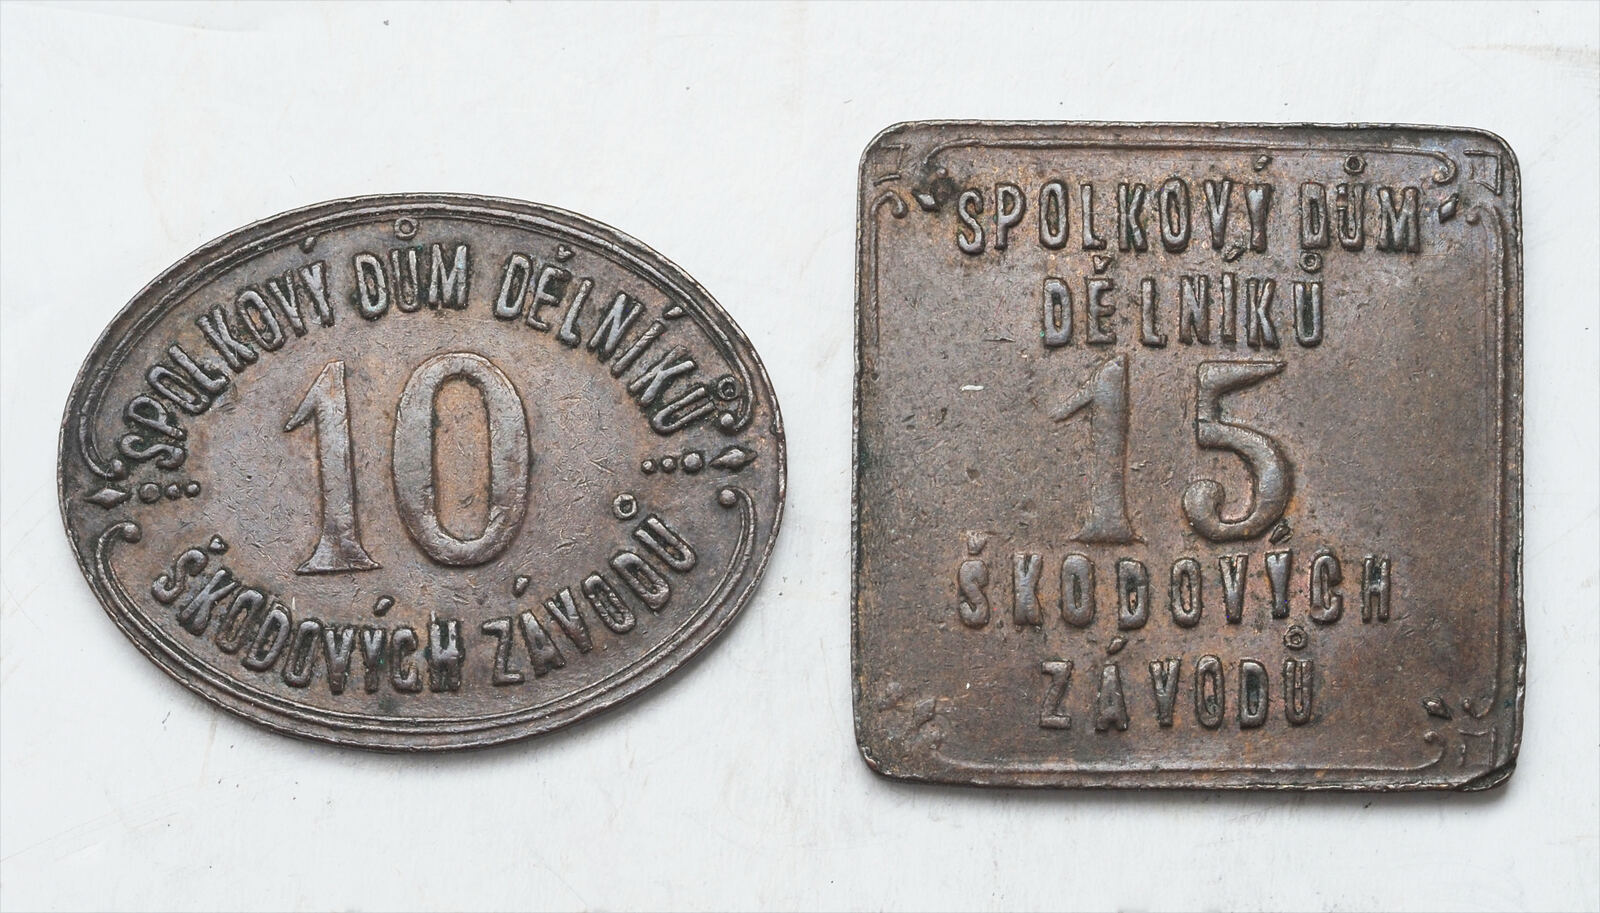 SPOLKOVÝ DŮM DĚLNÍKŮ
10
ŠKODOVÝCH ZÁVODŮ
SPOLKOVÝ DŮM
DĚLNÍKŮ
15
ŠKODOVÝCH
ZÁVODŮ